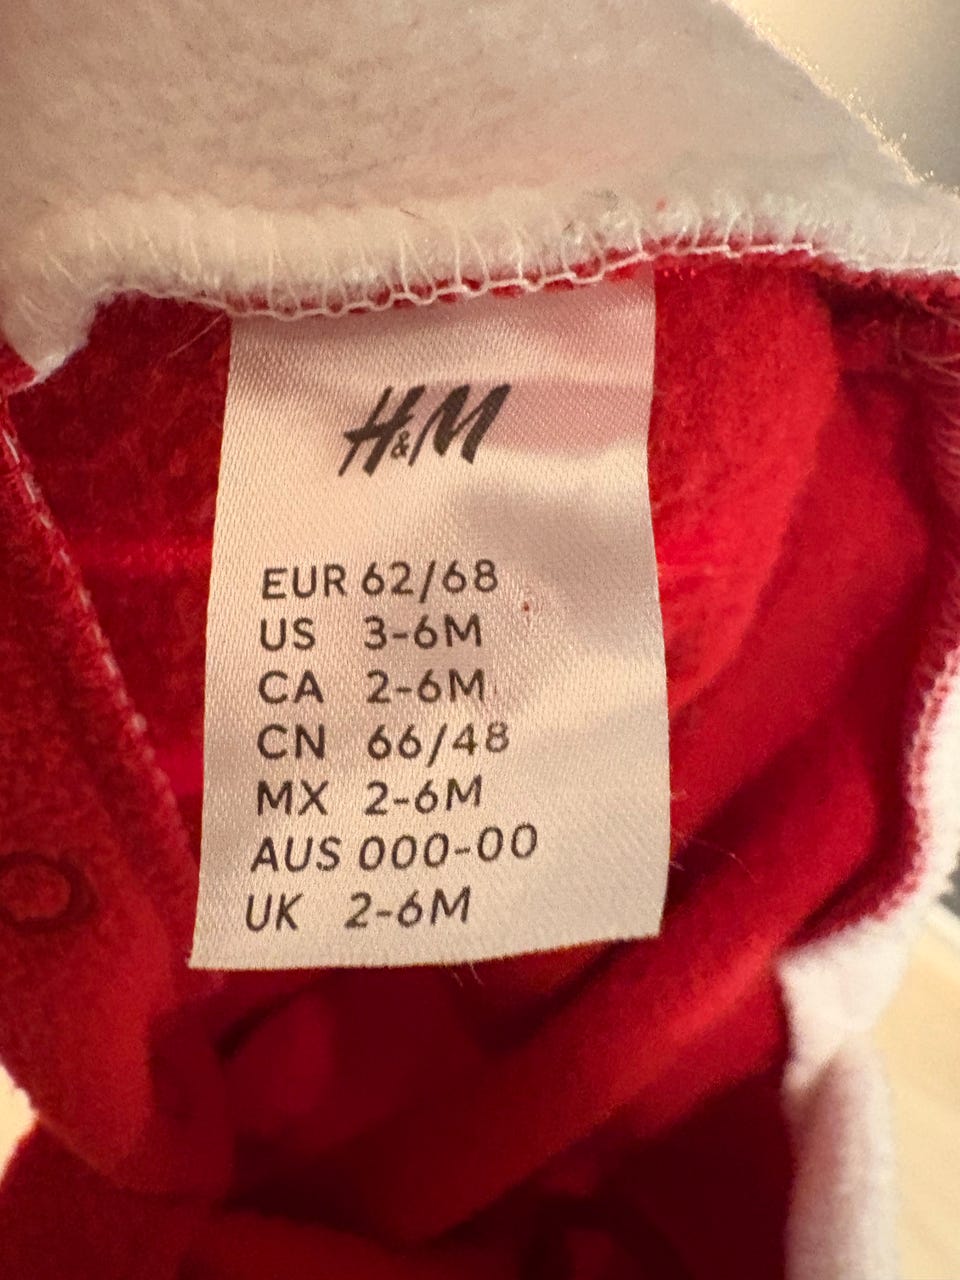 H&M
EUR 62/68
US 3-6M
CA 2-6M
CN 66/48
MX 2-6M
AUS 000-00
UK 2-6M